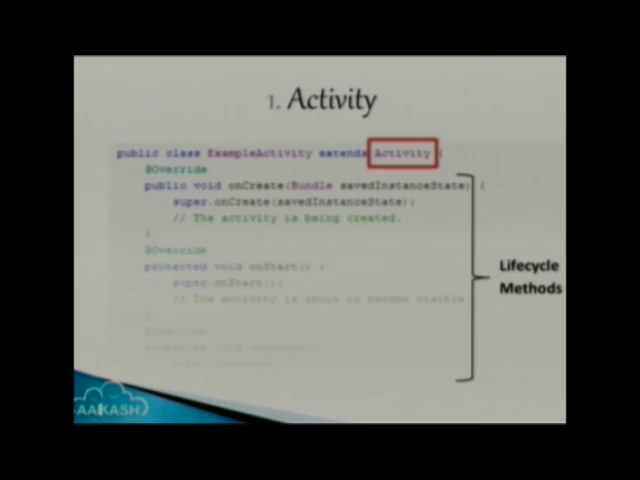 1. Activity
public class ExampleActivity extends Activity {
@Override
public void onCreate(Bundle savedInstanceState) {
super.onCreate(savedInstanceState);
// The activity is being created.
}
@Override
protected void onStart() {
super.onStart();
// The activity is about to become visible
Lifecycle
Methods
AAKASH